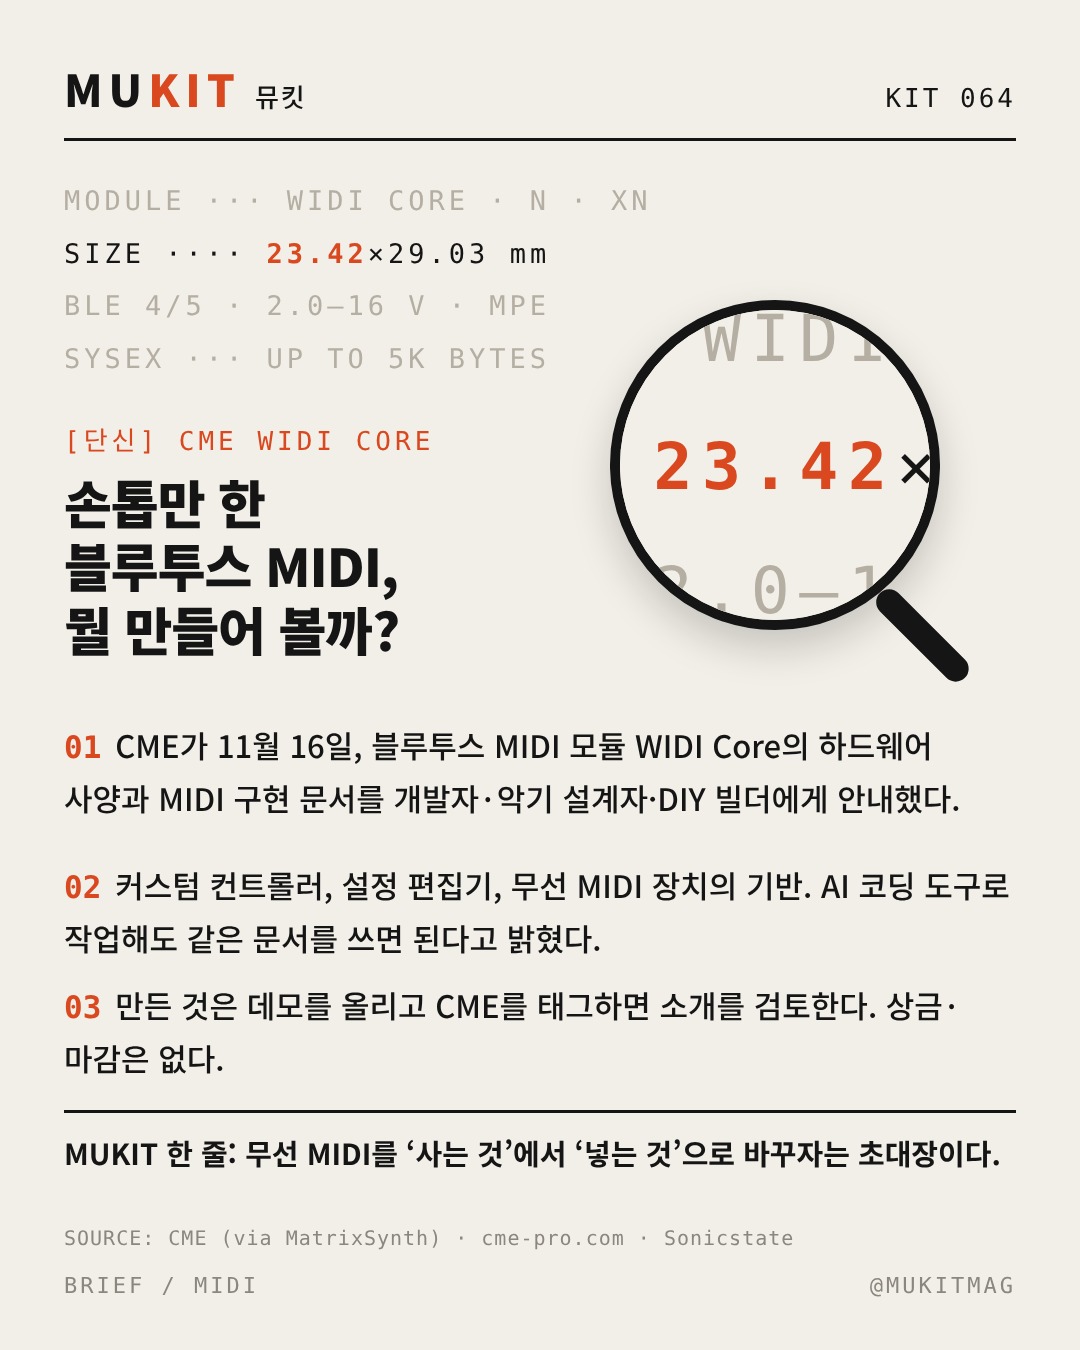 MUKIT 뮤킷
KIT 064
MODULE ··· WIDI CORE · N · XN
SIZE ···· 23.42×29.03 mm
BLE 4/5 · 2.0–16 V · MPE
SYSEX ··· UP TO 5K BYTES
WIDI
23.42×
2.0–1
[단신] CME WIDI CORE
손톱만 한
블루투스 MIDI,
뭘 만들어 볼까?
01 CME가 11월 16일, 블루투스 MIDI 모듈 WIDI Core의 하드웨어
사양과 MIDI 구현 문서를 개발자·악기 설계자·DIY 빌더에게 안내했다.
02 커스텀 컨트롤러, 설정 편집기, 무선 MIDI 장치의 기반. AI 코딩 도구로
작업해도 같은 문서를 쓰면 된다고 밝혔다.
03 만든 것은 데모를 올리고 CME를 태그하면 소개를 검토한다. 상금·
마감은 없다.
MUKIT 한 줄: 무선 MIDI를 ‘사는 것’에서 ‘넣는 것’으로 바꾸자는 초대장이다.
SOURCE: CME (via MatrixSynth) · cme-pro.com · Sonicstate
BRIEF / MIDI
@MUKITMAG